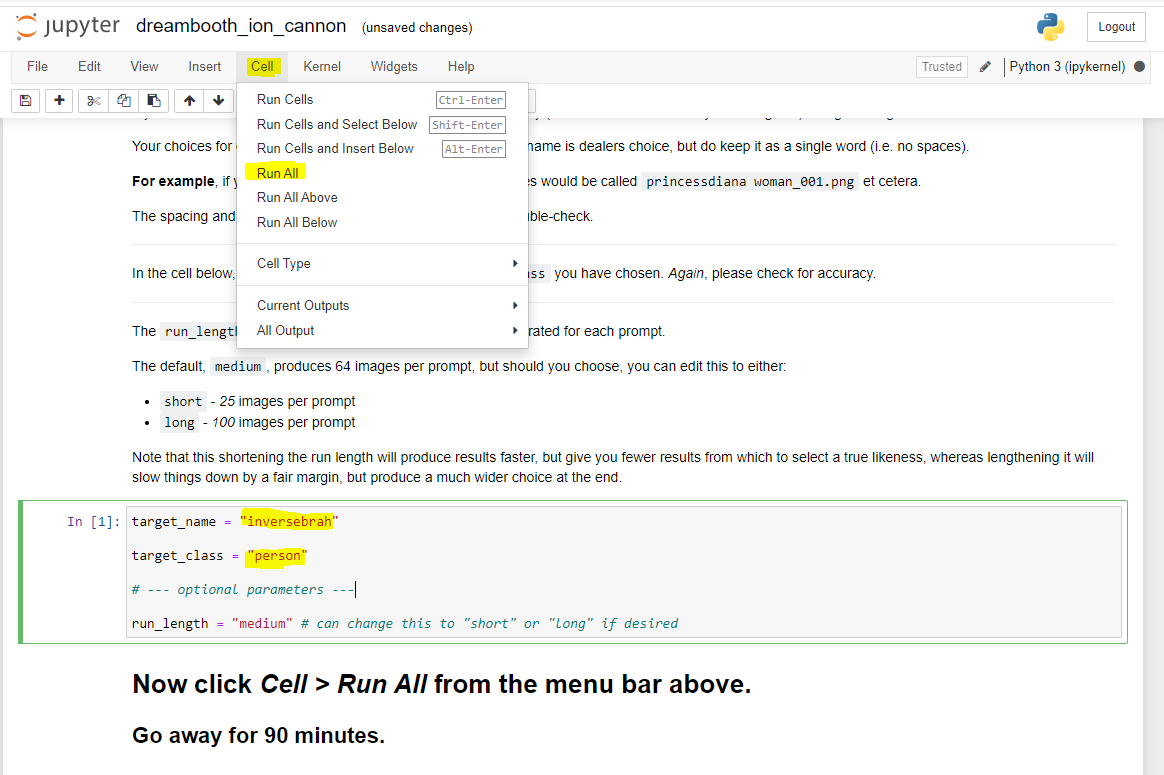 jupyter dreambooth_ion_cannon (unsaved changes) Logout
File Edit View Insert Cell Kernel Widgets Help Trusted Python 3 (ipykernel)
Run Cells Ctrl-Enter
Run Cells and Select Below Shift-Enter
Run Cells and Insert Below Alt-Enter
Run All
Run All Above
Run All Below
Cell Type
Current Outputs
All Output
Your choices for name is dealers choice, but do keep it as a single word (i.e. no spaces).
For example, if would be called princessdiana woman_001.png et cetera.
The spacing and
In the cell below, you have chosen. Again, please check for accuracy.
The for each prompt.
The default, medium , produces 64 images per prompt, but should you choose, you can edit this to either:
• short - 25 images per prompt
• long - 100 images per prompt
Note that this shortening the run length will produce results faster, but give you fewer results from which to select a true likeness, whereas lengthening it will
slow things down by a fair margin, but produce a much wider choice at the end.
In [1]: target_name = "inversebrah"
target_class = "person"
# --- optional parameters ---
run_length = "medium" # can change this to "short" or "long" if desired
Now click Cell > Run All from the menu bar above.
Go away for 90 minutes.